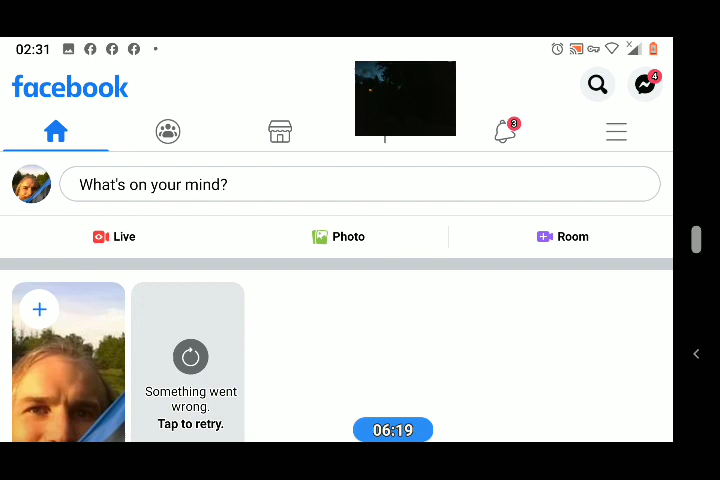 02:31
facebook
4
3
What's on your mind?
Live
Photo
Room
Something went
wrong.
Tap to retry.
06:19